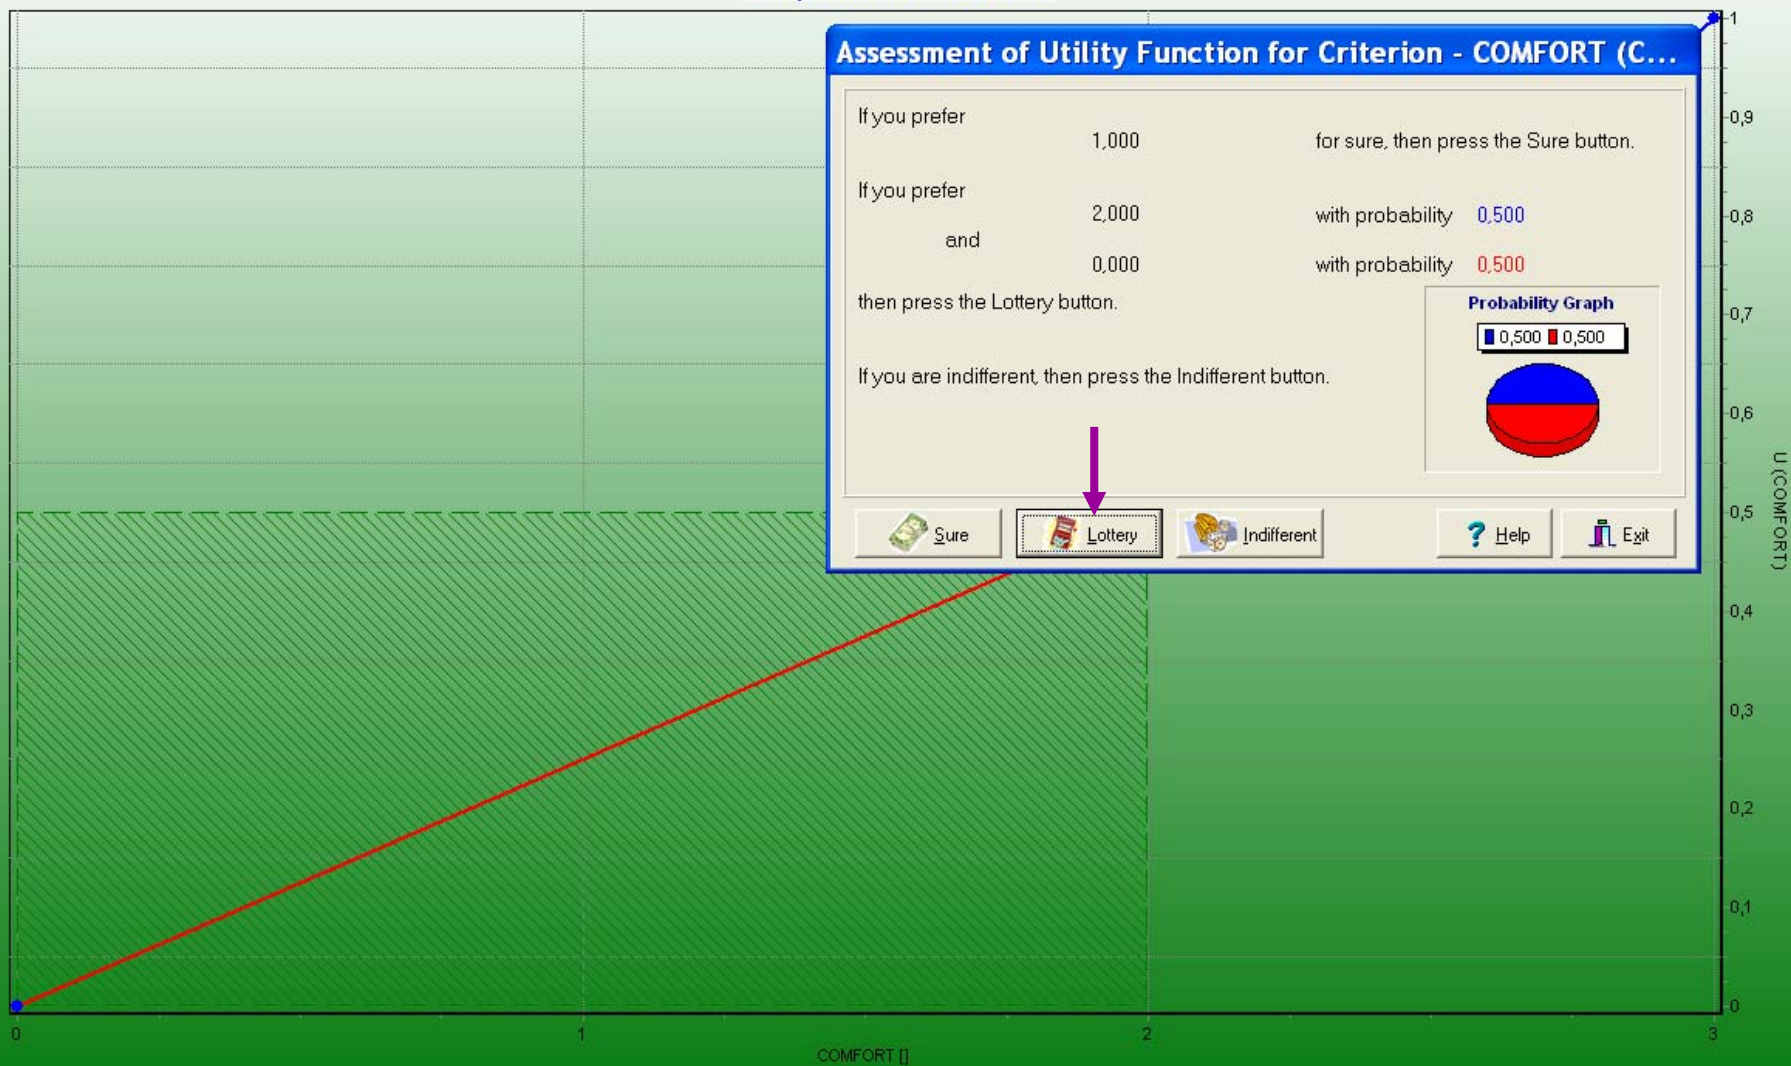 Assessment of Utility Function for Criterion - COMFORT (C...
If you prefer
1,000 for sure, then press the Sure button.
If you prefer
2,000 with probability 0,500
and
0,000 with probability 0,500
then press the Lottery button.
Probability Graph
0,500 0,500
If you are indifferent, then press the Indifferent button.
Sure Lottery Indifferent Help Exit
1
0,9
0,8
0,7
0,6
0,5
0,4
0,3
0,2
0,1
0
U (COMFORT)
0 1 2 3
COMFORT []